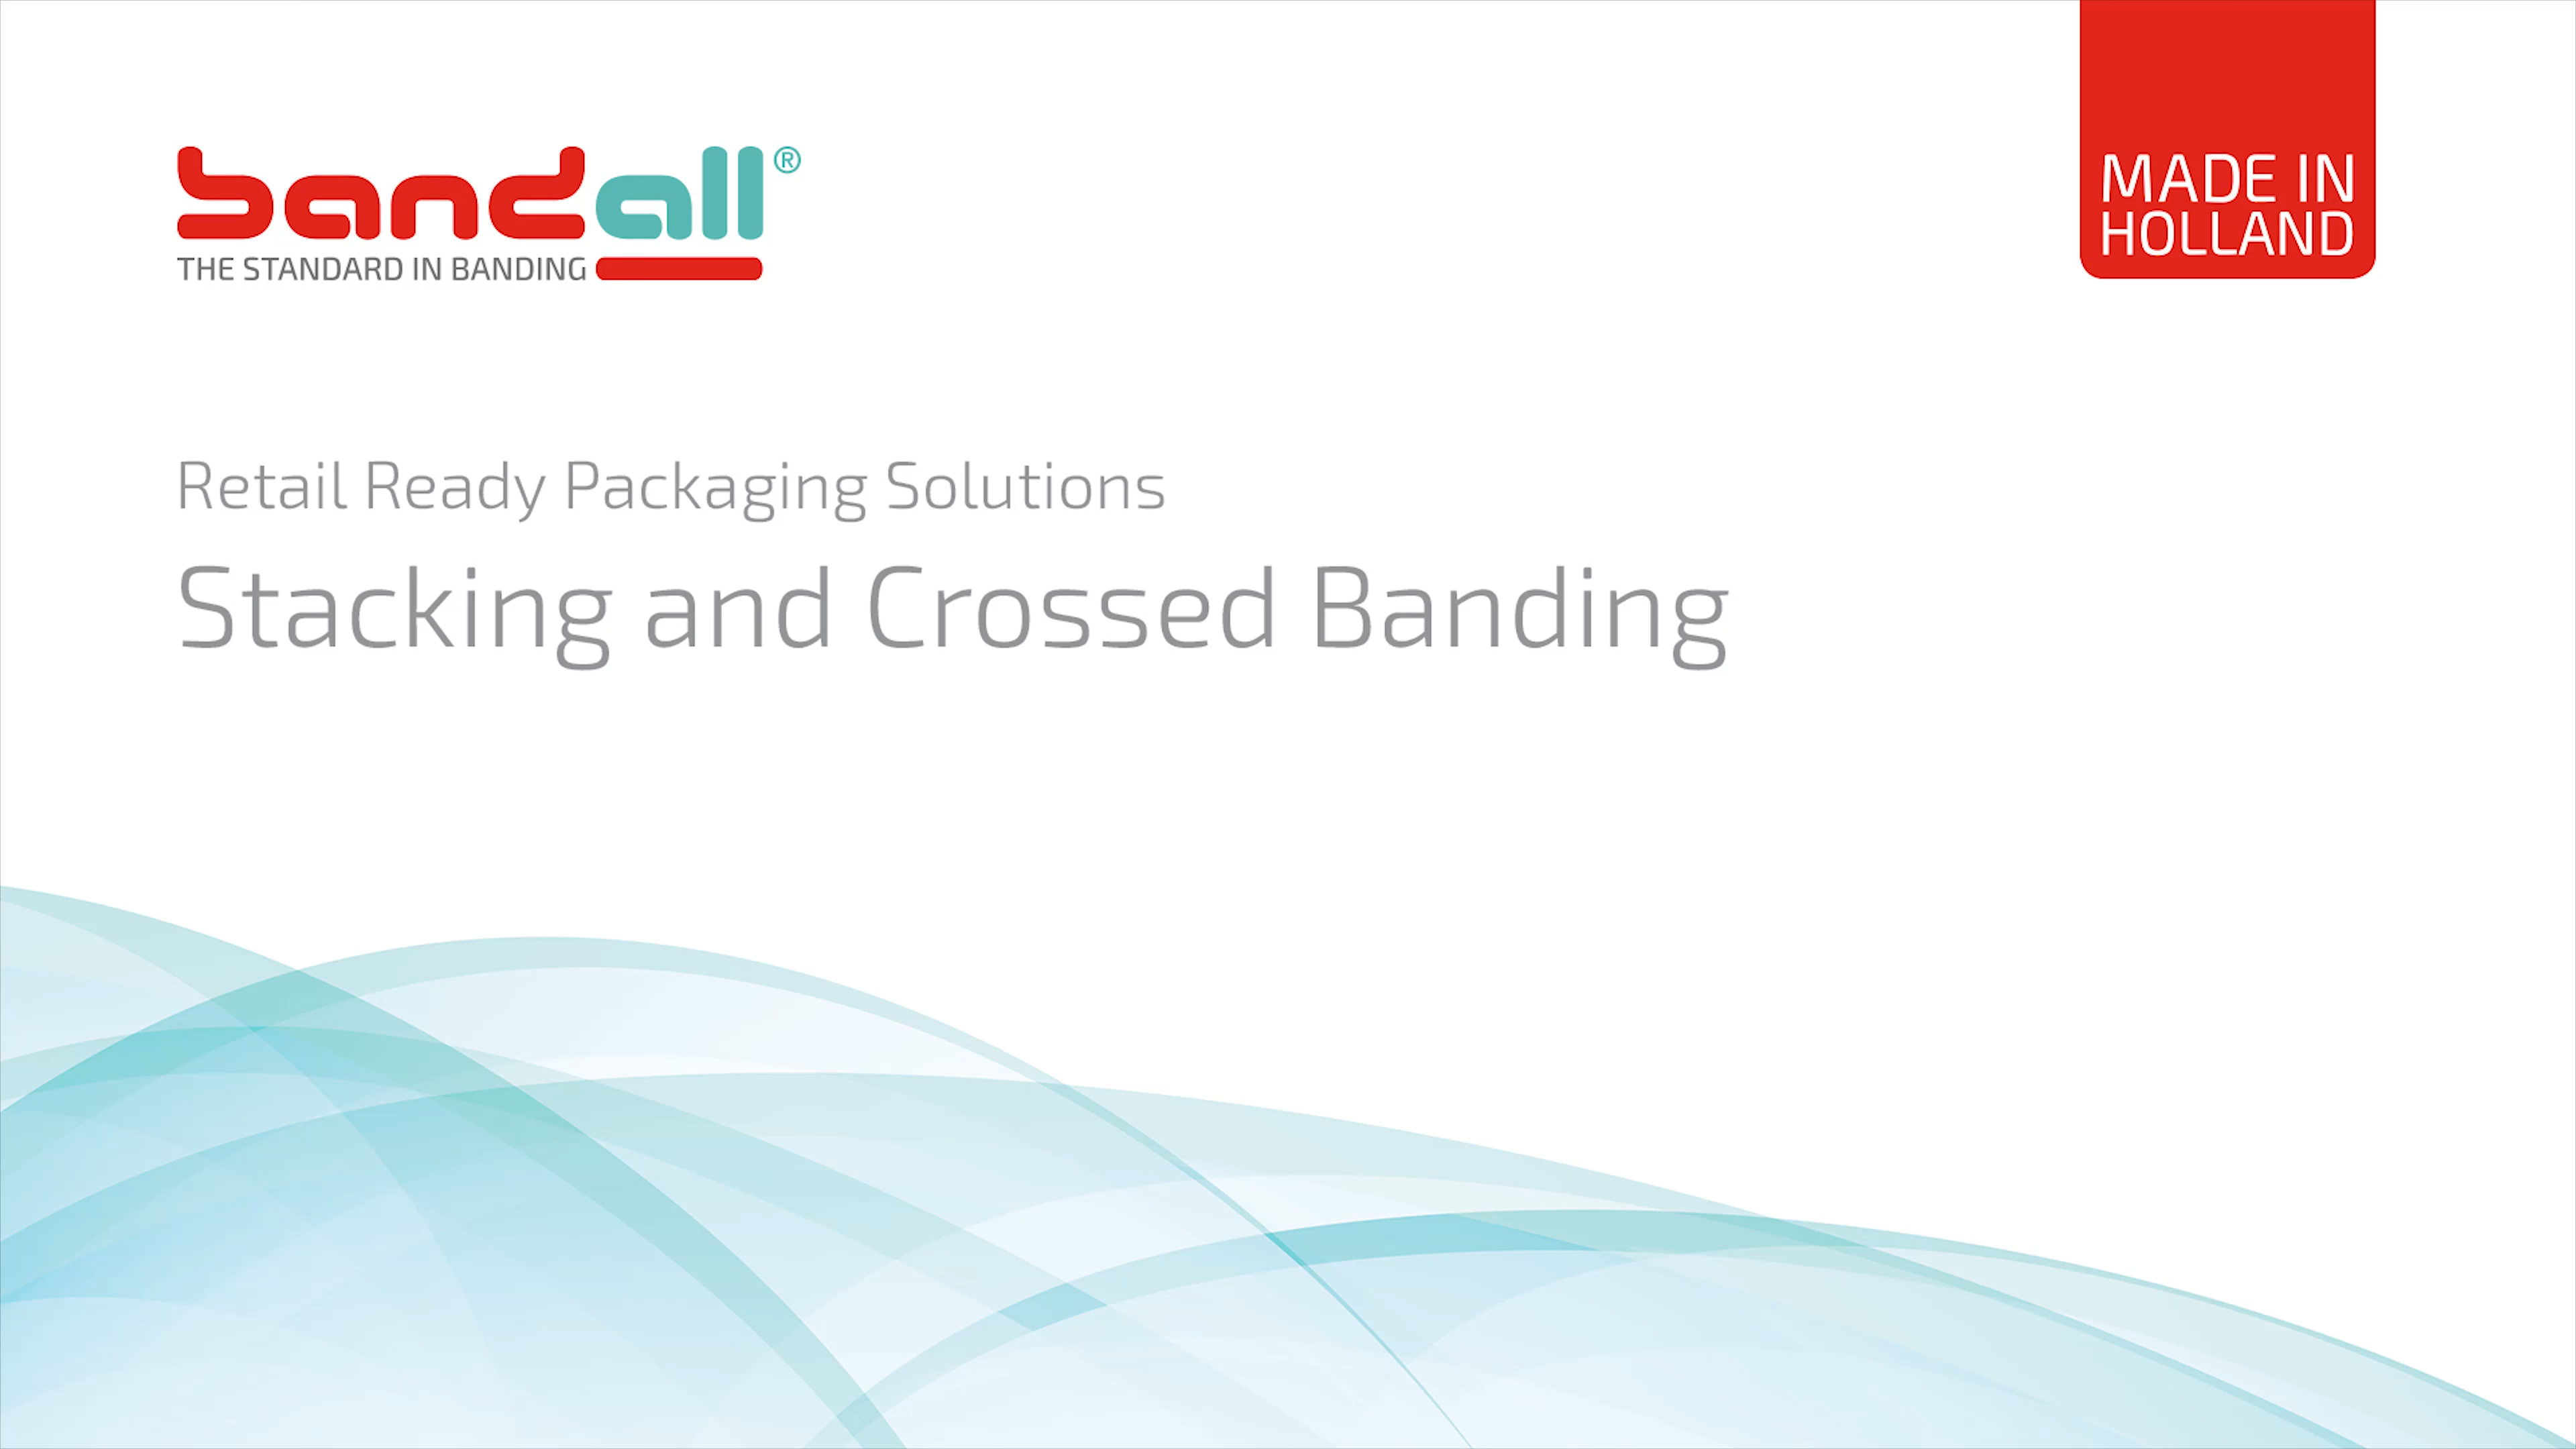 bandall®
THE STANDARD IN BANDING
MADE IN
HOLLAND
Retail Ready Packaging Solutions
Stacking and Crossed Banding